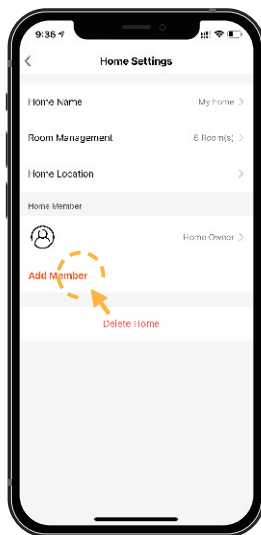 9:36
Home Settings
Home Name My Home
Room Management 6 Room(s)
Home Location
Home Member
Home Owner
Add Member
Delete Home